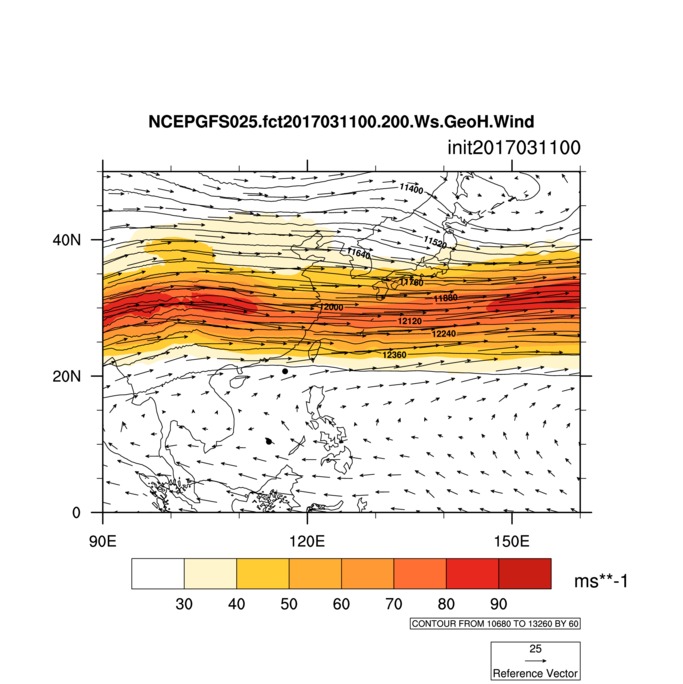 NCEPGFS025.fct2017031100.200.Ws.GeoH.Wind
init2017031100
11400
11520
11640
11760
11880
12000
12120
12240
12360
40N
20N
0
90E 120E 150E
30 40 50 60 70 80 90
ms**-1
CONTOUR FROM 10680 TO 13260 BY 60
25
Reference Vector